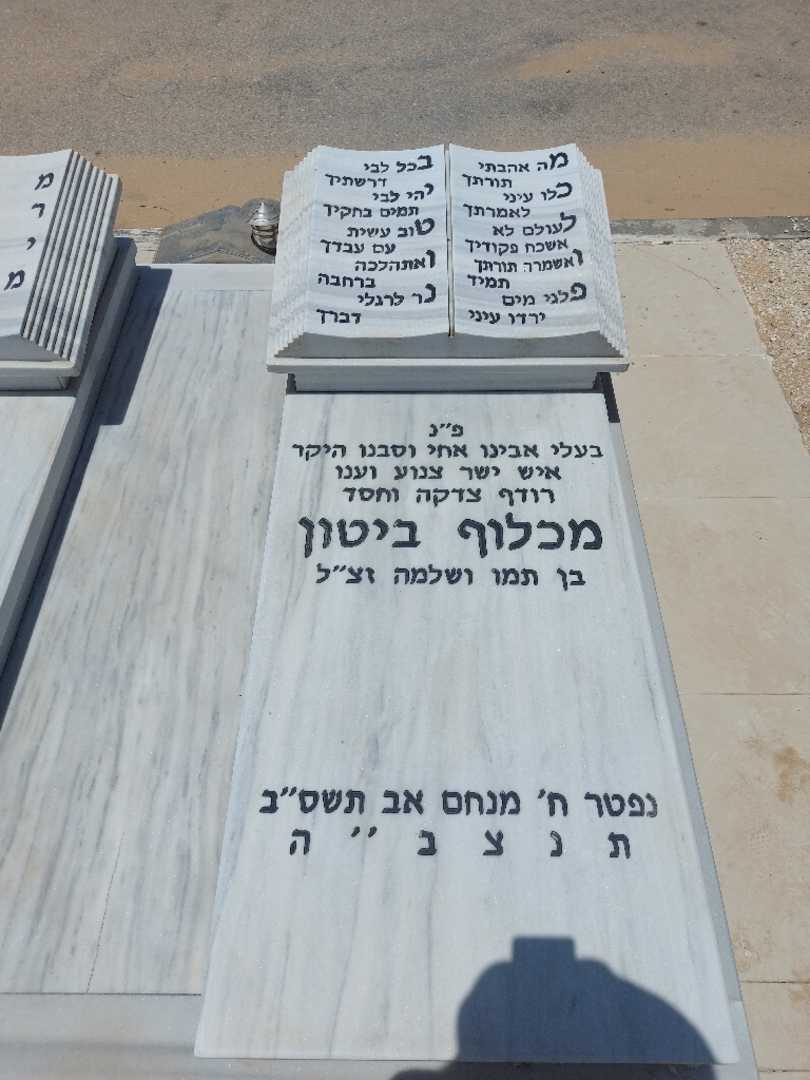 מה אהבתי
תורתך
כלו עיני
לאמרתך
לעולם לא
אשכח פקודיך
ואשמרה תורתך
תמיד
פלגי מים
ירדו עיני
בכל לבי
דרשתיך
יהי לבי
תמים בחקיך
טוב עשית
עם עבדך
ואתהלכה
ברחבה
נר לרגלי
דברך
פ"נ
בעלי אבינו אחי וסבנו היקר
איש ישר צנוע וענו
רודף צדקה וחסד
מכלוף ביטון
בן תמו ושלמה זצ"ל
נפטר ח' מנחם אב תשס"ב
ת נ צ ב '' ה
מ
ר
י
מ